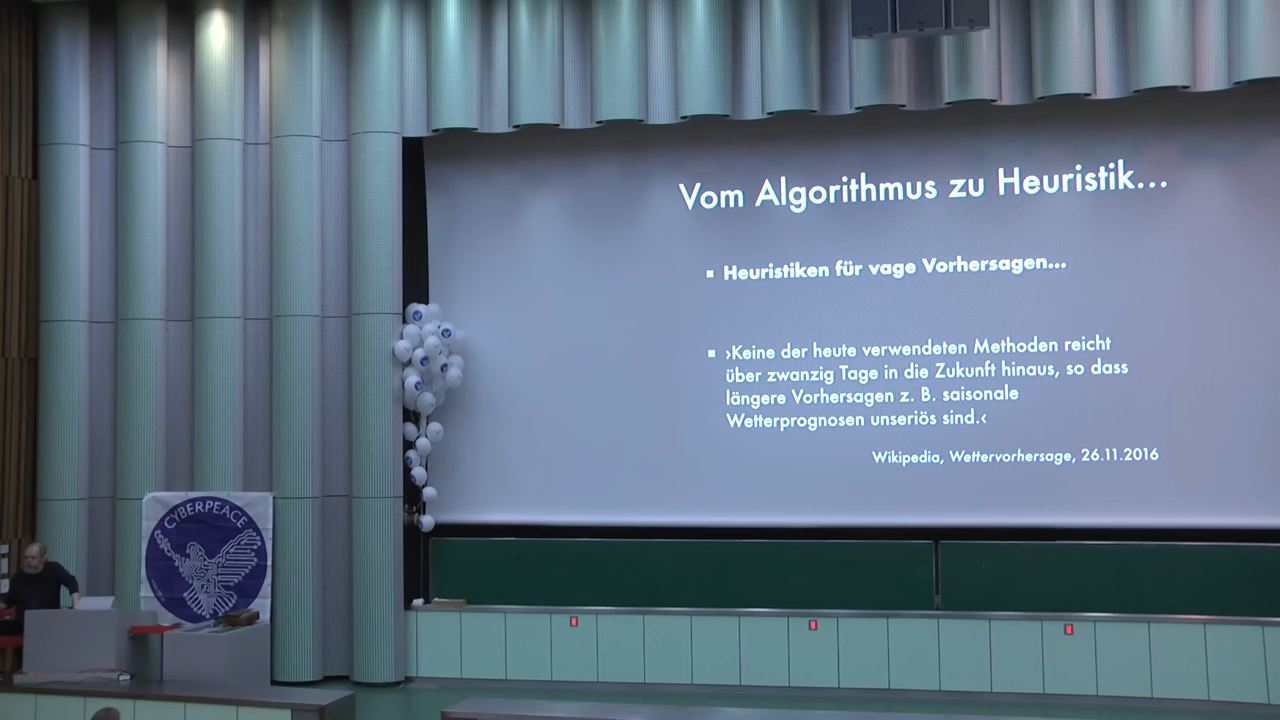 Vom Algorithmus zu Heuristik...
▪ Heuristiken für vage Vorhersagen...
▪ ›Keine der heute verwendeten Methoden reicht
über zwanzig Tage in die Zukunft hinaus, so dass
längere Vorhersagen z. B. saisonale
Wetterprognosen unseriös sind.‹
Wikipedia, Wettervorhersage, 26.11.2016
CYBERPEACE